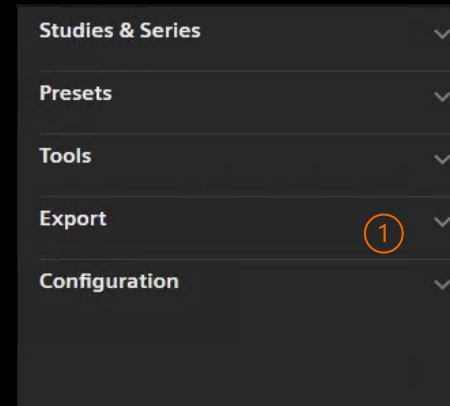 Studies & Series
Presets
Tools
Export
1
Configuration